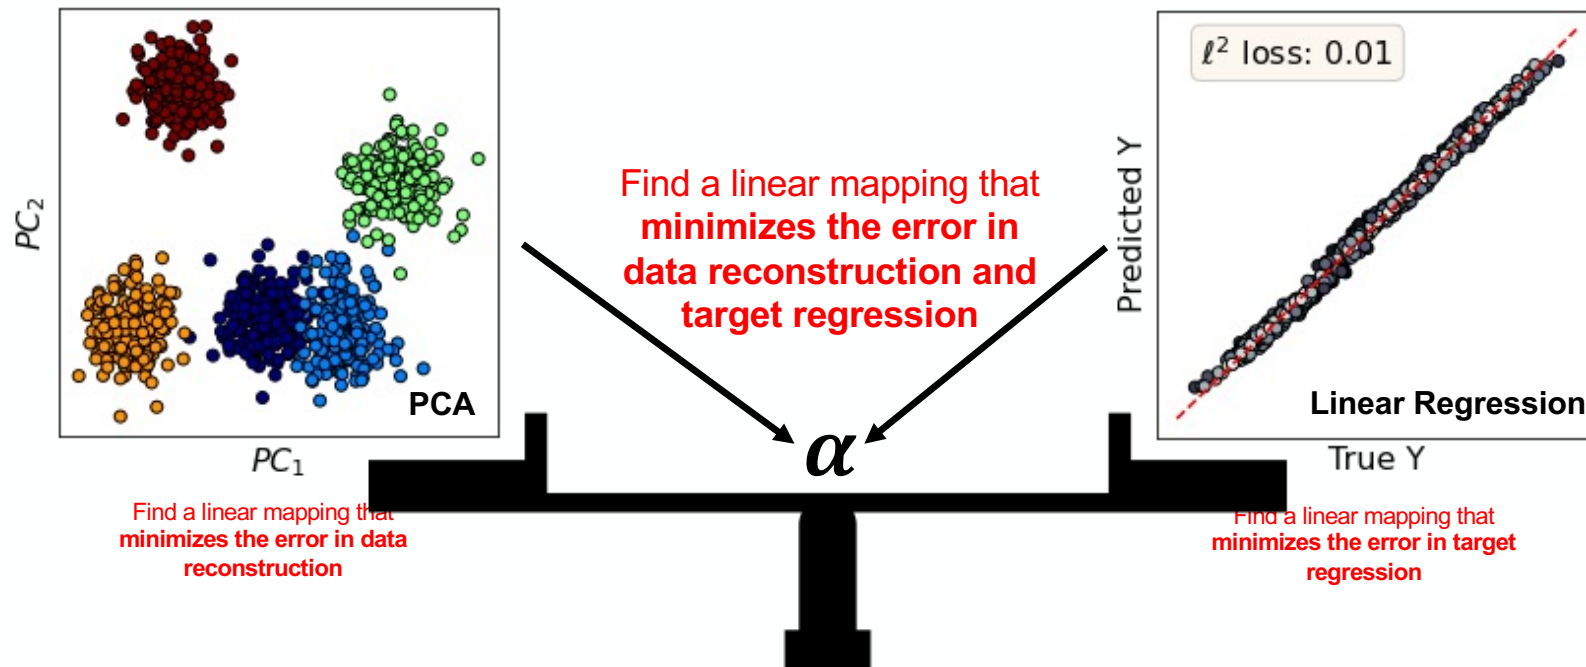 PC₂
PCA
PC₁
Find a linear mapping that
minimizes the error in data
reconstruction
Find a linear mapping that
minimizes the error in
data reconstruction and
target regression
α
ℓ² loss: 0.01
Predicted Y
Linear Regression
True Y
Find a linear mapping that
minimizes the error in target
regression